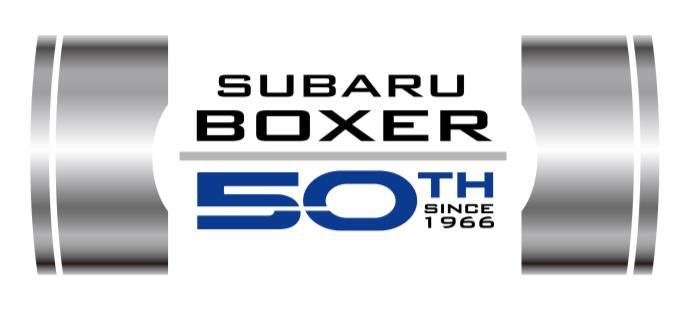 SUBARU
BOXER
50TH
SINCE
1966